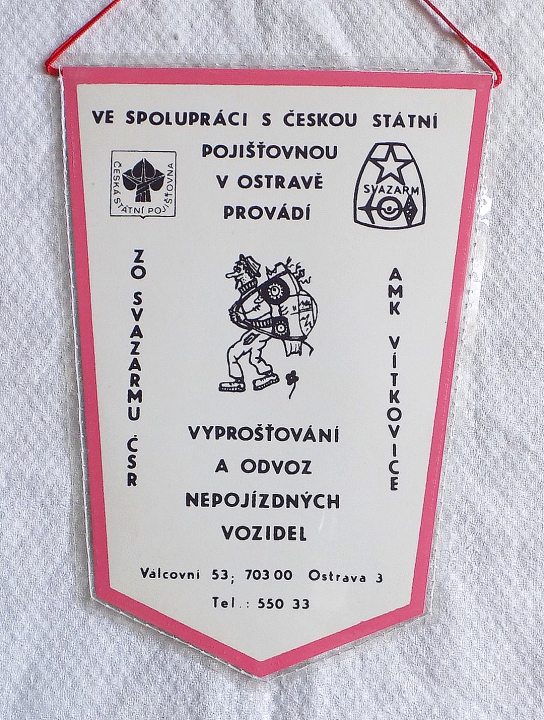 VE SPOLUPRÁCI S ČESKOU STÁTNÍ
POJIŠŤOVNOU
V OSTRAVĚ
PROVÁDÍ
ČESKÁ STÁTNÍ POJIŠŤOVNA
SVAZARM
ZO SVAZARMU ČSR
AMK VÍTKOVICE
VYPROŠŤOVÁNÍ
A ODVOZ
NEPOJÍZDNÝCH
VOZIDEL
Válcovní 53; 703 00 Ostrava 3
Tel.: 550 33